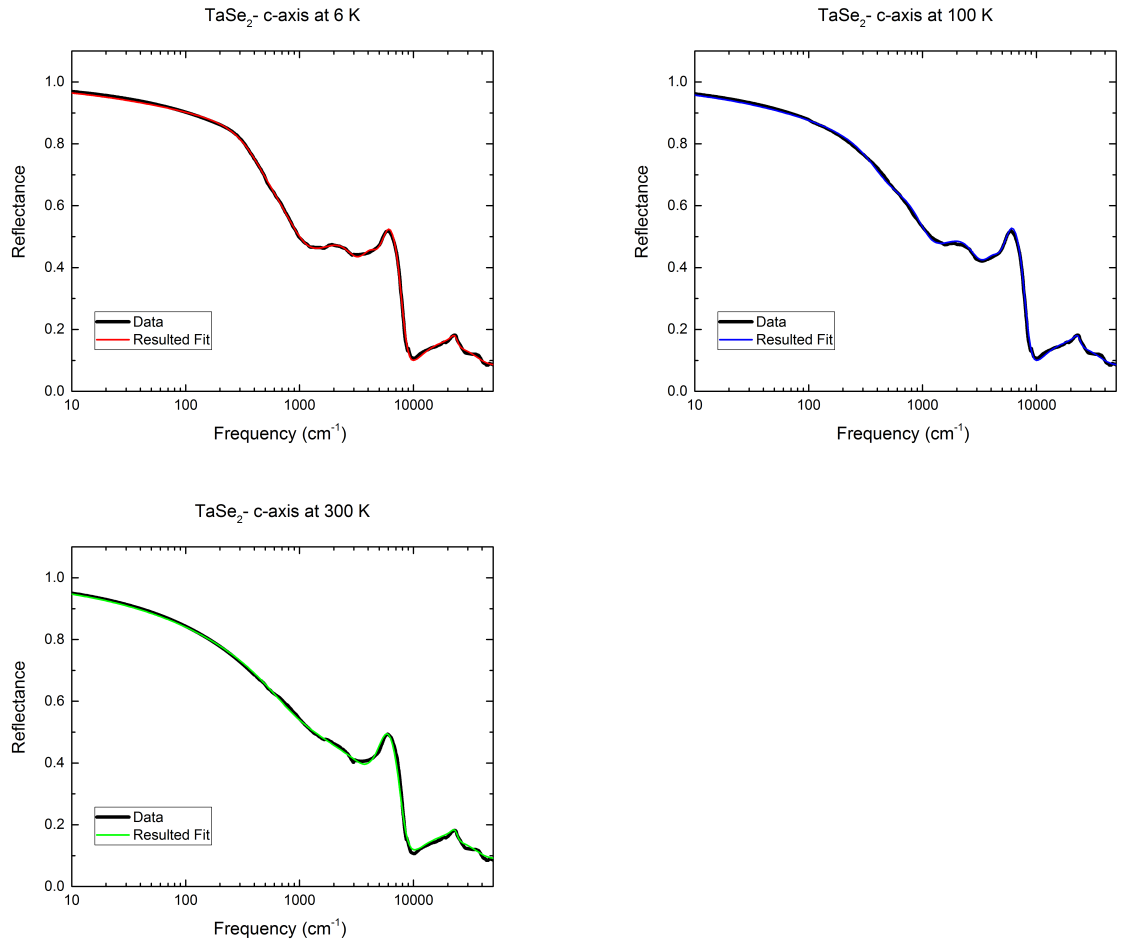 TaSe2- c-axis at 6 K
1.0
0.8
0.6
0.4
0.2
0.0
Reflectance
Data
Resulted Fit
10 100 1000 10000
Frequency (cm-1)
TaSe2- c-axis at 100 K
1.0
0.8
0.6
0.4
0.2
0.0
Reflectance
Data
Resulted Fit
10 100 1000 10000
Frequency (cm-1)
TaSe2- c-axis at 300 K
1.0
0.8
0.6
0.4
0.2
0.0
Reflectance
Data
Resulted Fit
10 100 1000 10000
Frequency (cm-1)